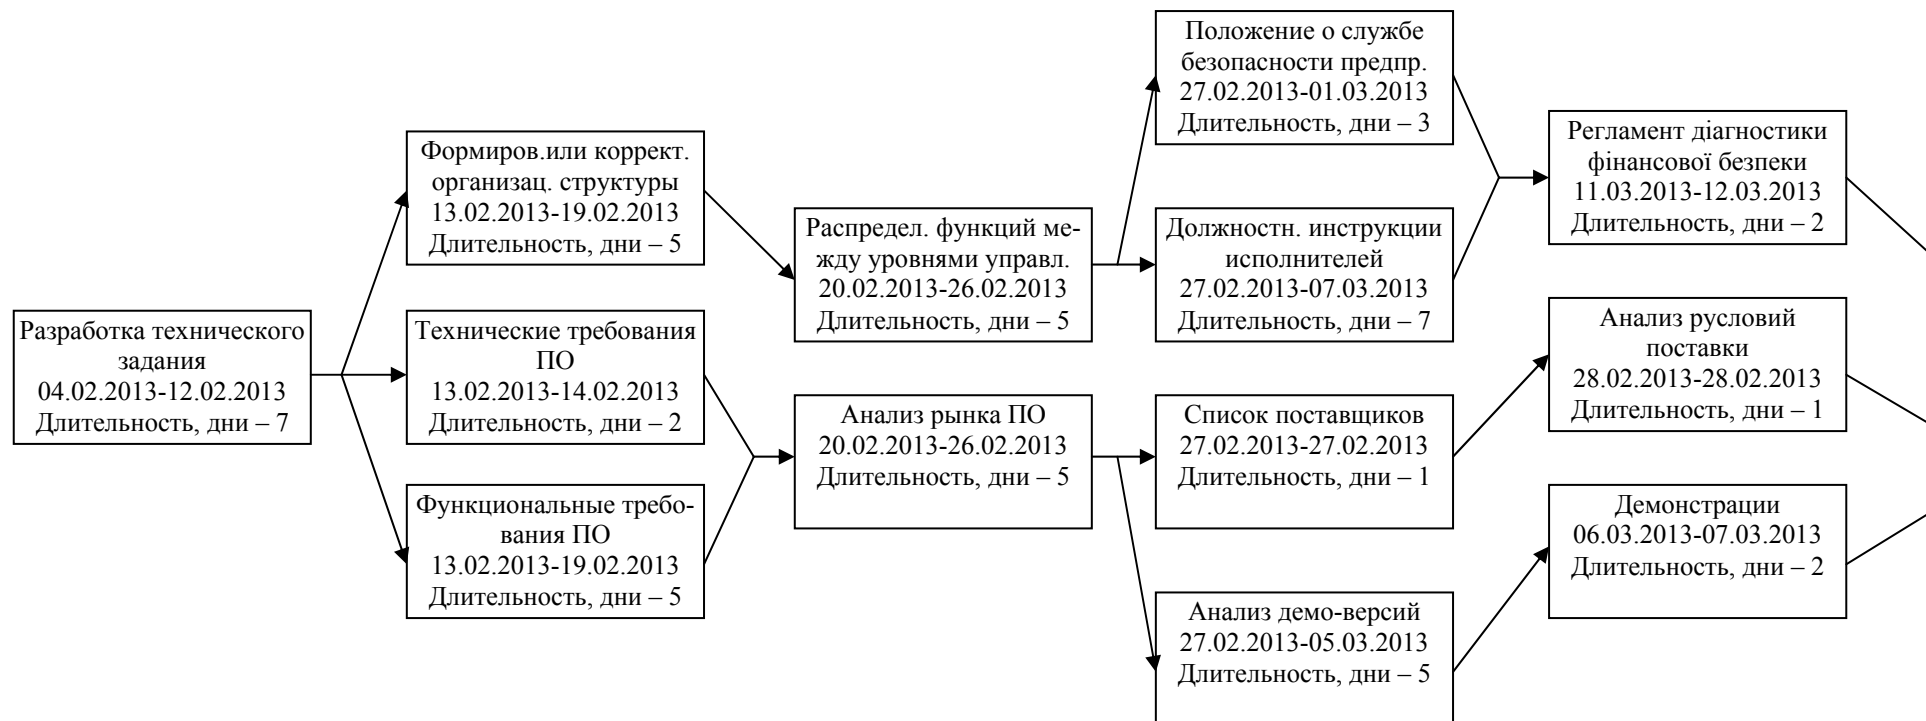 Разработка технического
задания
04.02.2013-12.02.2013
Длительность, дни – 7
Формиров.или коррект.
организац. структуры
13.02.2013-19.02.2013
Длительность, дни – 5
Технические требования
ПО
13.02.2013-14.02.2013
Длительность, дни – 2
Функциональные требо-
вания ПО
13.02.2013-19.02.2013
Длительность, дни – 5
Распредел. функций ме-
жду уровнями управл.
20.02.2013-26.02.2013
Длительность, дни – 5
Анализ рынка ПО
20.02.2013-26.02.2013
Длительность, дни – 5
Положение о службе
безопасности предпр.
27.02.2013-01.03.2013
Длительность, дни – 3
Должностн. инструкции
исполнителей
27.02.2013-07.03.2013
Длительность, дни – 7
Список поставщиков
27.02.2013-27.02.2013
Длительность, дни – 1
Анализ демо-версий
27.02.2013-05.03.2013
Длительность, дни – 5
Регламент діагностики
фінансової безпеки
11.03.2013-12.03.2013
Длительность, дни – 2
Анализ русловий
поставки
28.02.2013-28.02.2013
Длительность, дни – 1
Демонстрации
06.03.2013-07.03.2013
Длительность, дни – 2